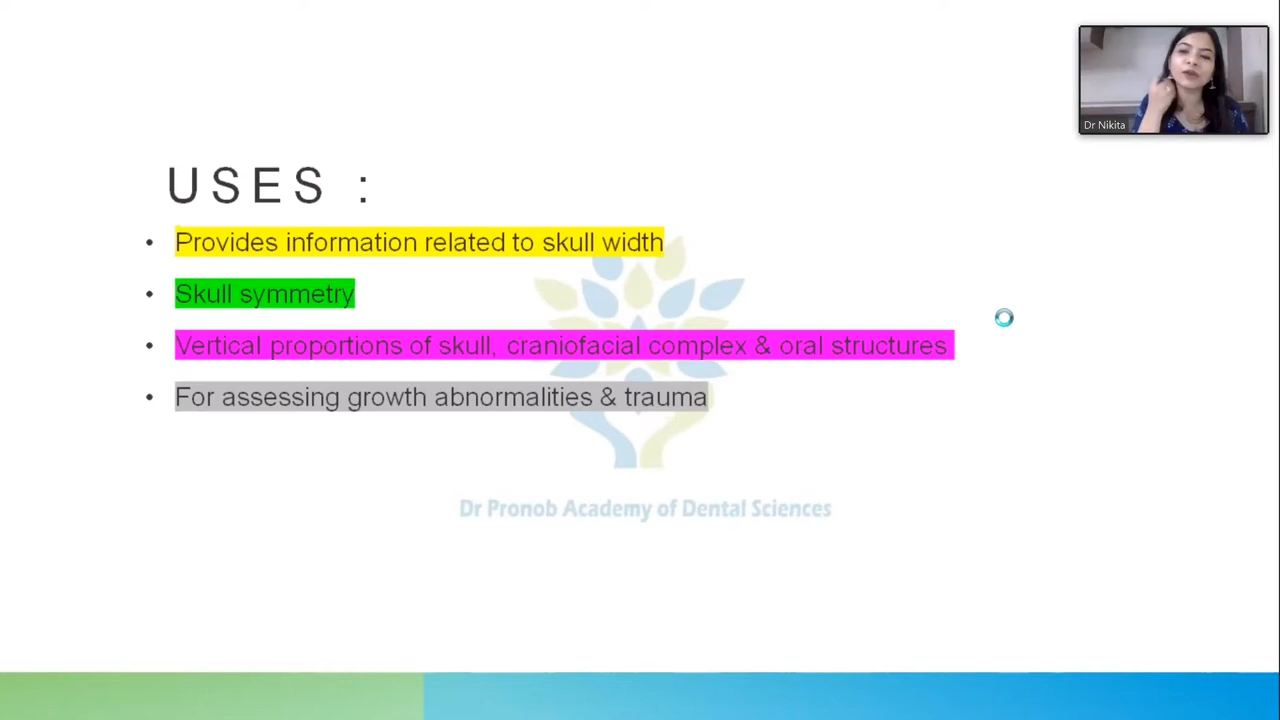 Dr Nikita
USES :
• Provides information related to skull width
• Skull symmetry
• Vertical proportions of skull, craniofacial complex & oral structures
• For assessing growth abnormalities & trauma
Dr Pronob Academy of Dental Sciences